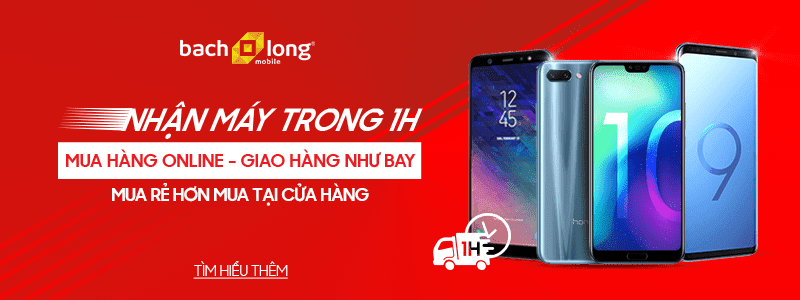 bach long®
mobile
NHẬN MÁY TRONG 1H
MUA HÀNG ONLINE - GIAO HÀNG NHƯ BAY
MUA RẺ HƠN MUA TẠI CỬA HÀNG
TÌM HIỂU THÊM
1H
12
45
honor
10
9